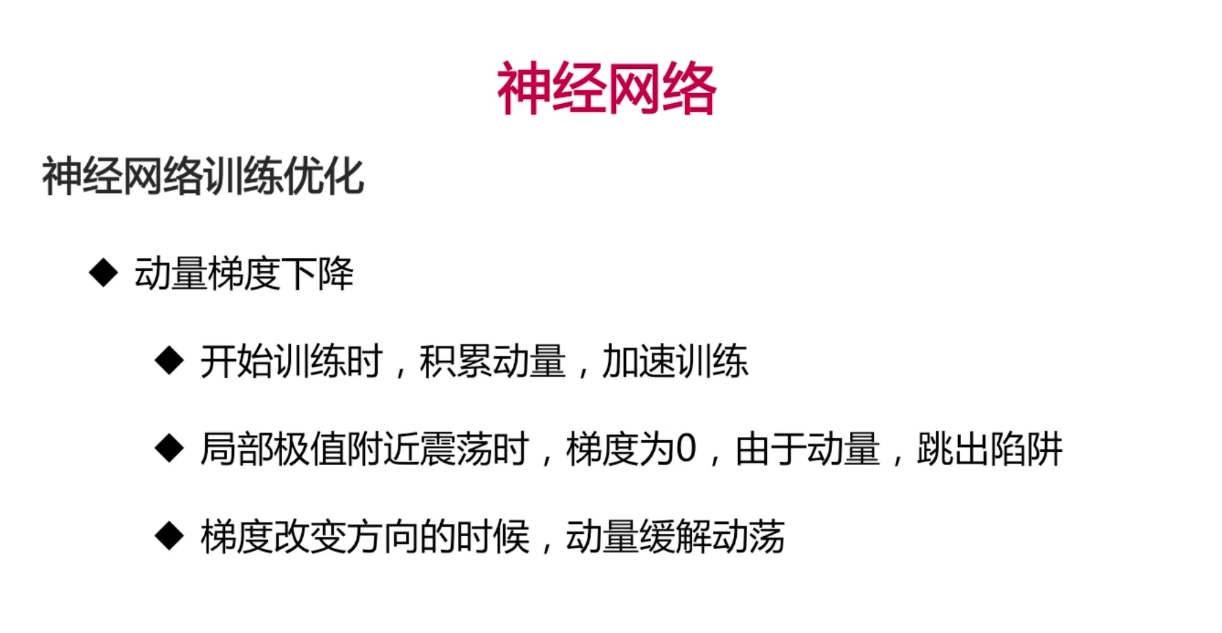 神经网络
神经网络训练优化
◆ 动量梯度下降
◆ 开始训练时，积累动量，加速训练
◆ 局部极值附近震荡时，梯度为0，由于动量，跳出陷阱
◆ 梯度改变方向的时候，动量缓解动荡